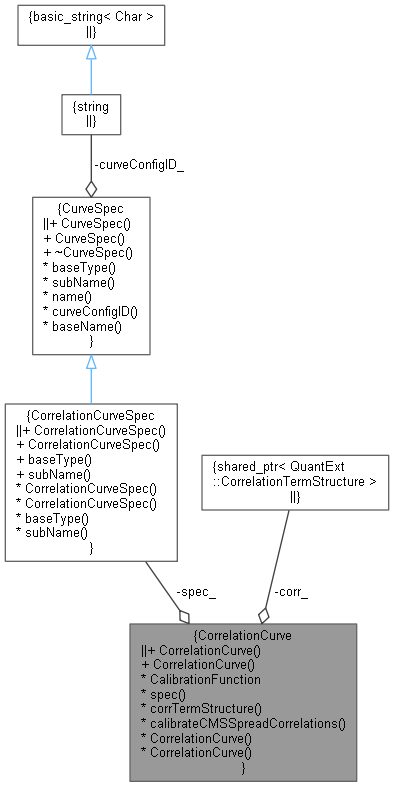 {basic_string< Char >
||}
{string
||}
-curveConfigID_
{CurveSpec
||+ CurveSpec()
+ CurveSpec()
+ ~CurveSpec()
* baseType()
* subName()
* name()
* curveConfigID()
* baseName()
}
{CorrelationCurveSpec
||+ CorrelationCurveSpec()
+ CorrelationCurveSpec()
+ baseType()
+ subName()
* CorrelationCurveSpec()
* CorrelationCurveSpec()
* baseType()
* subName()
}
{shared_ptr< QuantExt
::CorrelationTermStructure >
||}
-spec_
-corr_
{CorrelationCurve
||+ CorrelationCurve()
+ CorrelationCurve()
* CalibrationFunction
* spec()
* corrTermStructure()
* calibrateCMSSpreadCorrelations()
* CorrelationCurve()
* CorrelationCurve()
}